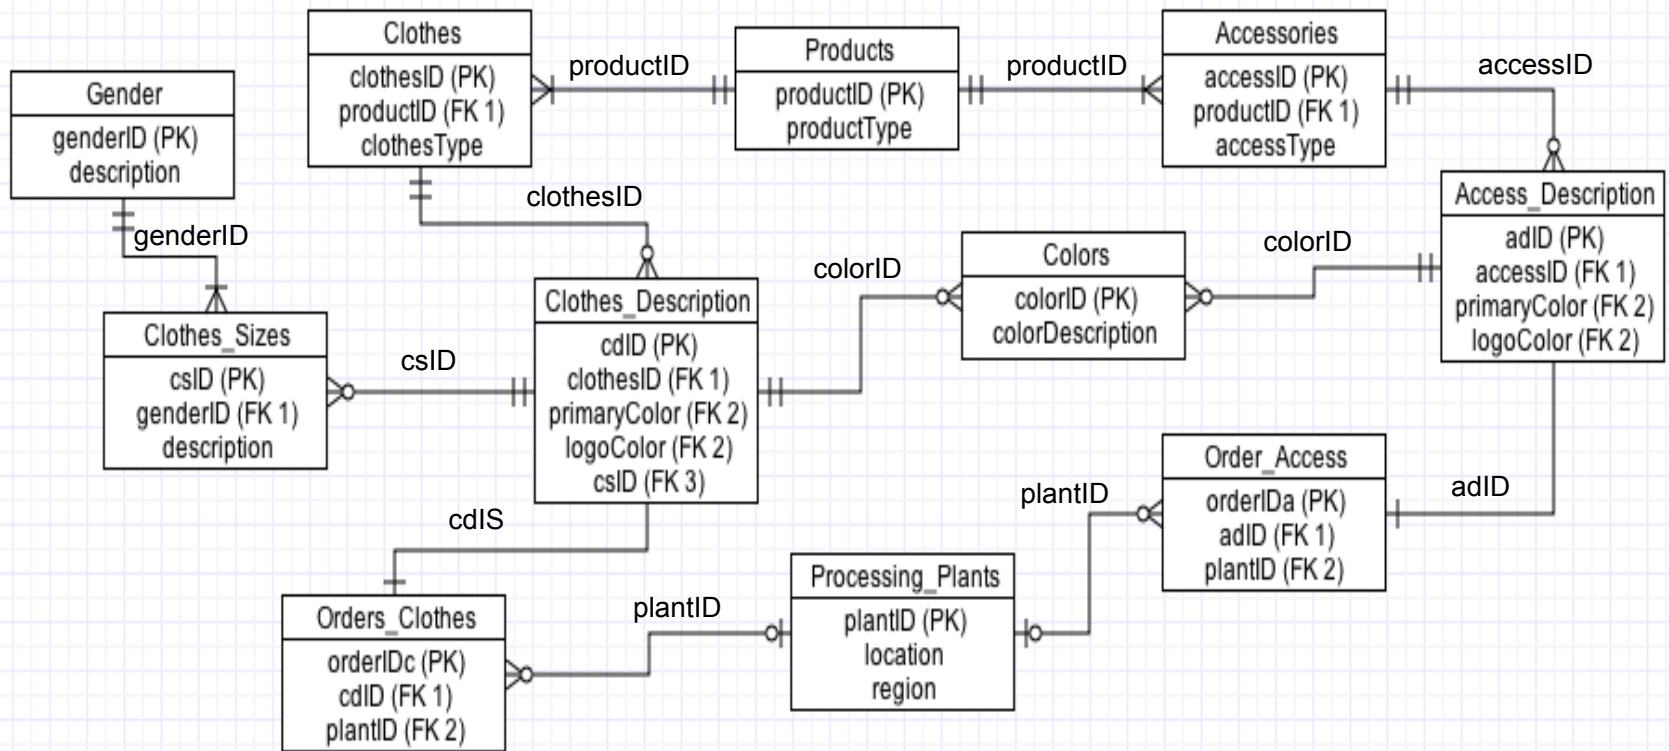 Clothes
clothesID (PK)
productID (FK 1)
clothesType
productID
Products
productID (PK)
productType
productID
Accessories
accessID (PK)
productID (FK 1)
accessType
accessID
Gender
genderID (PK)
description
genderID
clothesID
Access_Description
adID (PK)
accessID (FK 1)
primaryColor (FK 2)
logoColor (FK 2)
colorID
Colors
colorID (PK)
colorDescription
colorID
Clothes_Description
cdID (PK)
clothesID (FK 1)
primaryColor (FK 2)
logoColor (FK 2)
csID (FK 3)
Clothes_Sizes
csID (PK)
genderID (FK 1)
description
csID
cdIS
Order_Access
orderIDa (PK)
adID (FK 1)
plantID (FK 2)
adID
plantID
Processing_Plants
plantID (PK)
location
region
plantID
Orders_Clothes
orderIDc (PK)
cdID (FK 1)
plantID (FK 2)